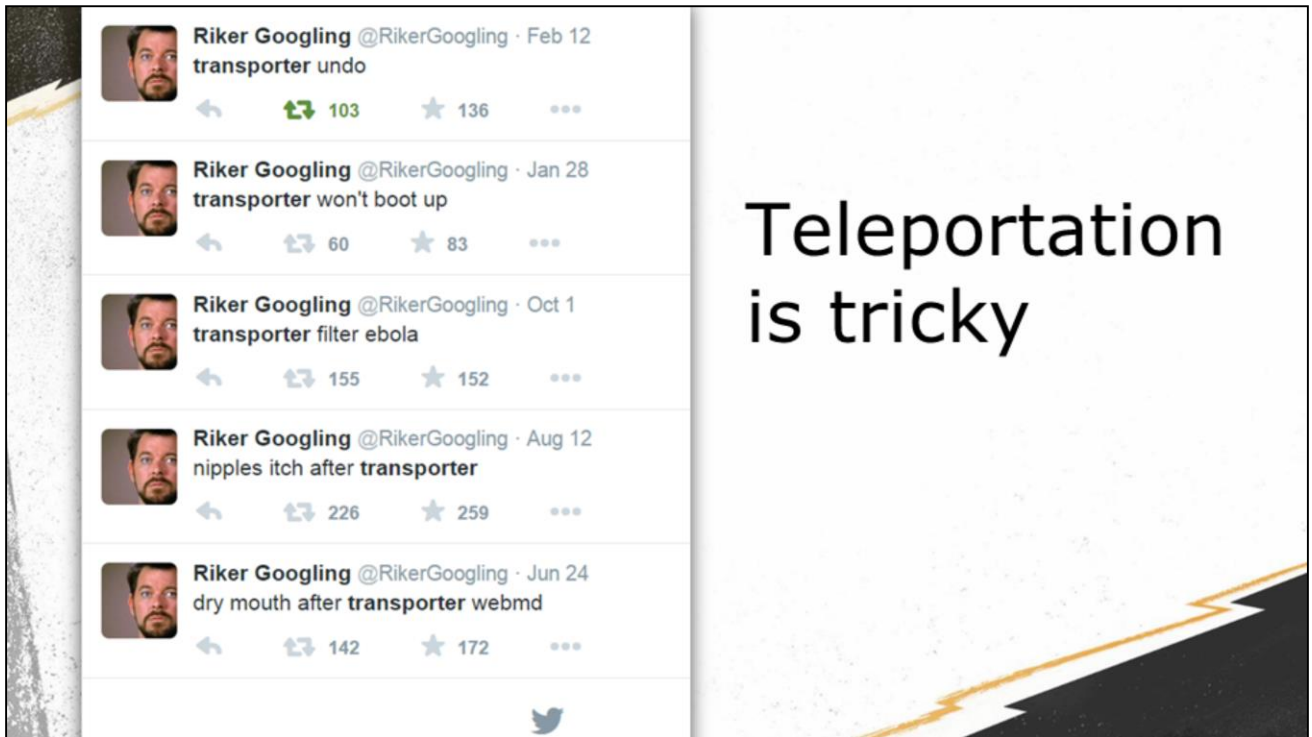 Riker Googling @RikerGoogling · Feb 12
transporter undo
103 136
Riker Googling @RikerGoogling · Jan 28
transporter won't boot up
60 83
Riker Googling @RikerGoogling · Oct 1
transporter filter ebola
155 152
Riker Googling @RikerGoogling · Aug 12
nipples itch after transporter
226 259
Riker Googling @RikerGoogling · Jun 24
dry mouth after transporter webmd
142 172
Teleportation
is tricky